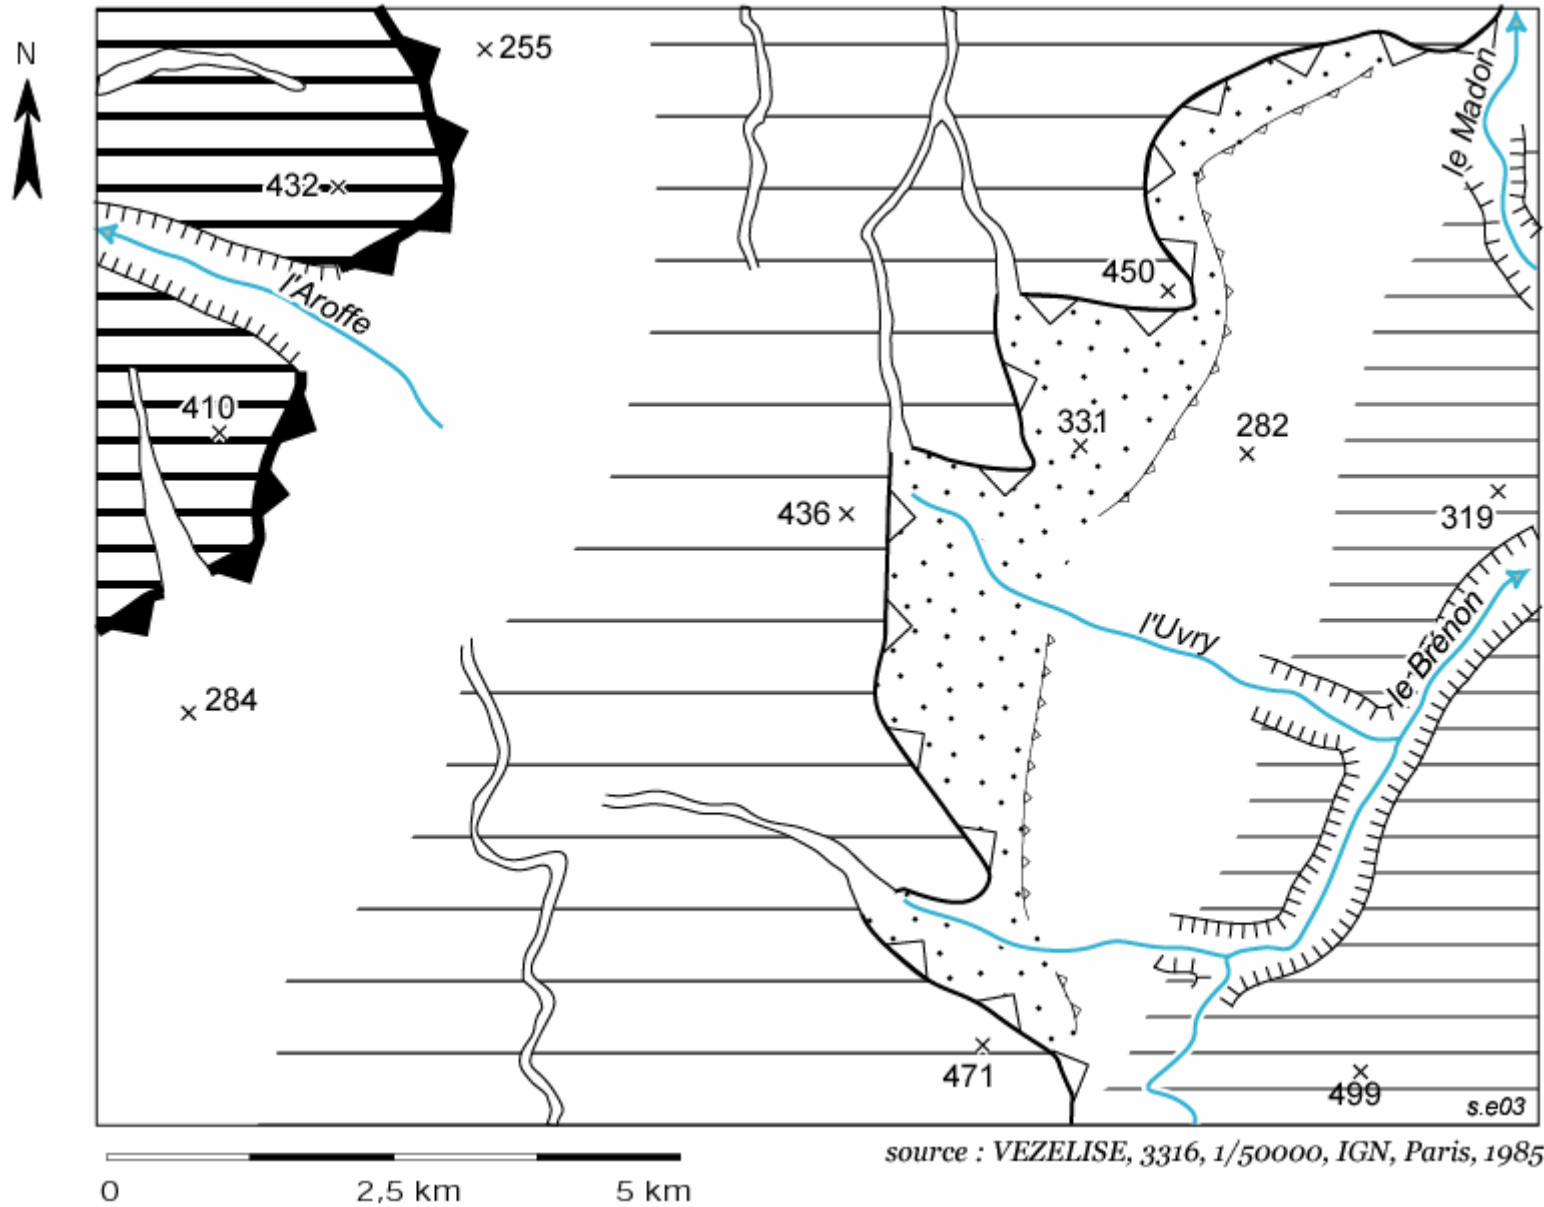 N
255
le Madon
432
l'Aroffe
450
410
331
282
436
319
l'Uvry
le Brénon
284
471
499
s.e03
source : VEZELISE, 3316, 1/50000, IGN, Paris, 1985
0 2,5 km 5 km